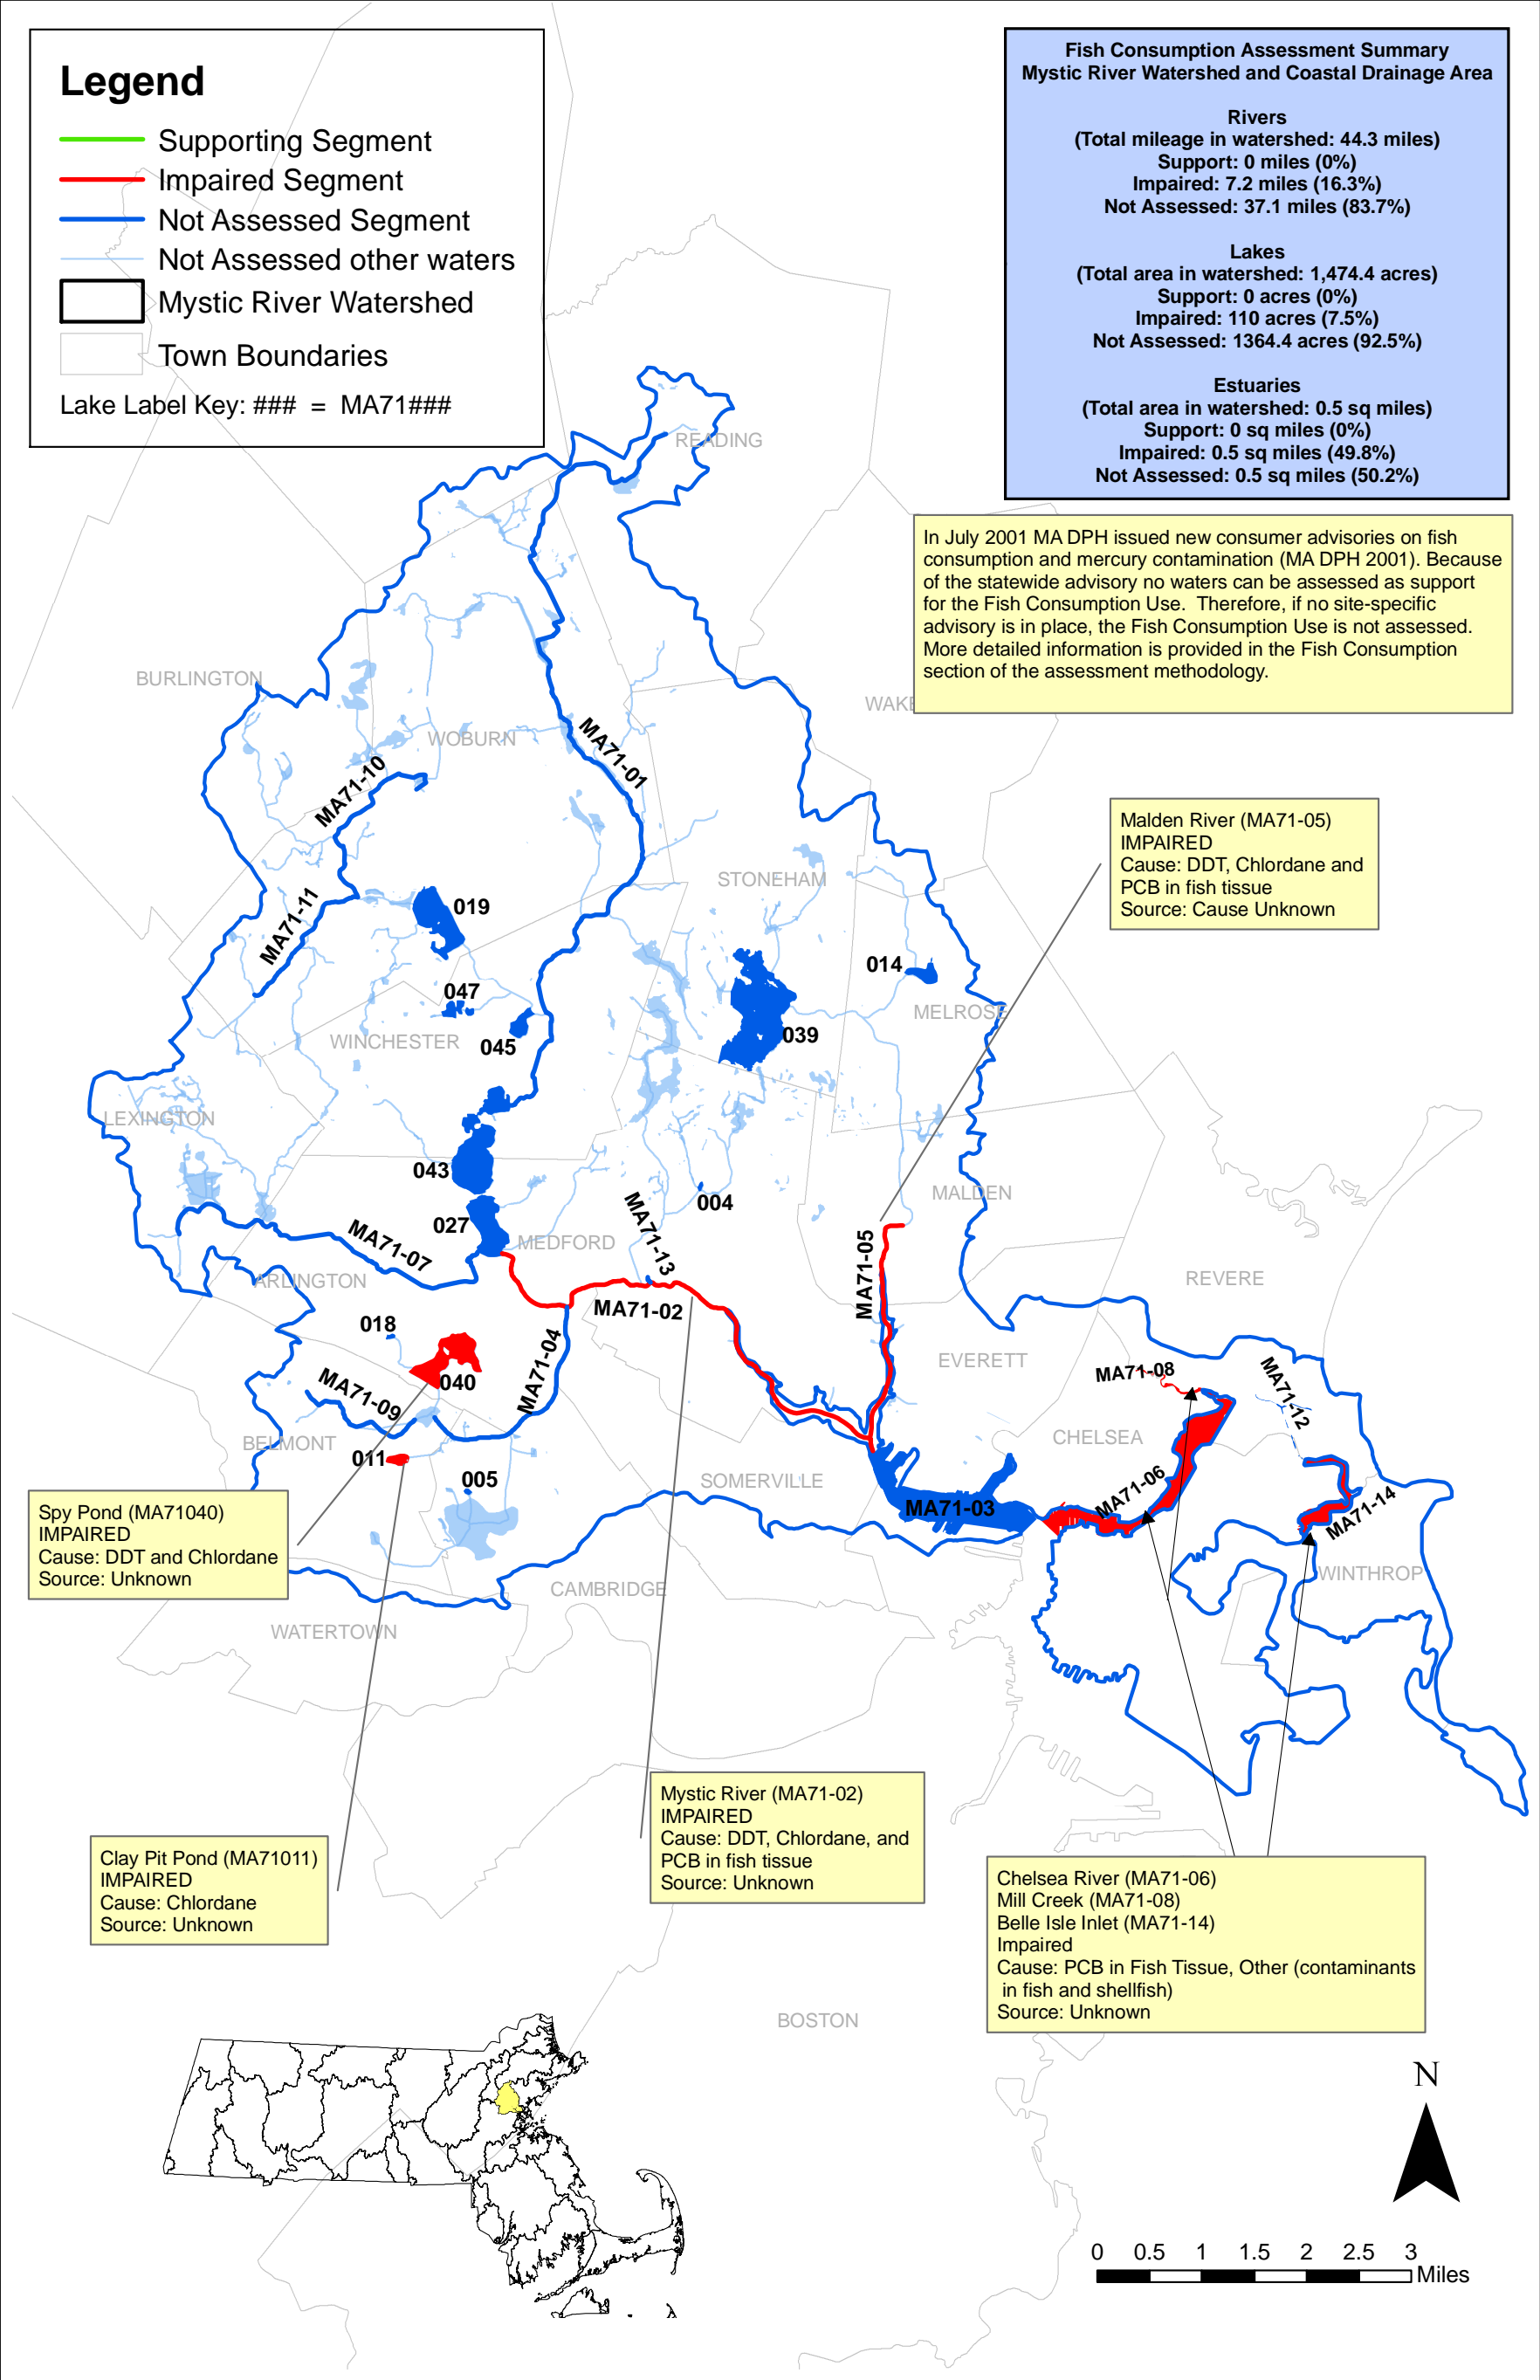 Legend
Supporting Segment
Impaired Segment
Not Assessed Segment
Not Assessed other waters
Mystic River Watershed
Town Boundaries
Lake Label Key: ### = MA71###
Fish Consumption Assessment Summary
Mystic River Watershed and Coastal Drainage Area
Rivers
(Total mileage in watershed: 44.3 miles)
Support: 0 miles (0%)
Impaired: 7.2 miles (16.3%)
Not Assessed: 37.1 miles (83.7%)
Lakes
(Total area in watershed: 1,474.4 acres)
Support: 0 acres (0%)
Impaired: 110 acres (7.5%)
Not Assessed: 1364.4 acres (92.5%)
Estuaries
(Total area in watershed: 0.5 sq miles)
Support: 0 sq miles (0%)
Impaired: 0.5 sq miles (49.8%)
Not Assessed: 0.5 sq miles (50.2%)
In July 2001 MA DPH issued new consumer advisories on fish
consumption and mercury contamination (MA DPH 2001). Because
of the statewide advisory no waters can be assessed as support
for the Fish Consumption Use. Therefore, if no site-specific
advisory is in place, the Fish Consumption Use is not assessed.
More detailed information is provided in the Fish Consumption
section of the assessment methodology.
READING
BURLINGTON
WAKE
WOBURN
MA71-01
MA71-10
Malden River (MA71-05)
IMPAIRED
Cause: DDT, Chlordane and
PCB in fish tissue
Source: Cause Unknown
STONEHAM
019
MA71-11
014
047
MELROSE
039
WINCHESTER
045
LEXINGTON
043
MALDEN
004
027
MA71-13
MEDFORD
MA71-07
MA71-05
ARLINGTON
REVERE
MA71-02
018
EVERETT
MA71-04
040
MA71-08
MA71-12
MA71-09
BELMONT
CHELSEA
011
005
SOMERVILLE
MA71-06
MA71-03
MA71-14
Spy Pond (MA71040)
IMPAIRED
Cause: DDT and Chlordane
Source: Unknown
WINTHROP
CAMBRIDGE
WATERTOWN
Mystic River (MA71-02)
IMPAIRED
Cause: DDT, Chlordane, and
PCB in fish tissue
Source: Unknown
Clay Pit Pond (MA71011)
IMPAIRED
Cause: Chlordane
Source: Unknown
Chelsea River (MA71-06)
Mill Creek (MA71-08)
Belle Isle Inlet (MA71-14)
Impaired
Cause: PCB in Fish Tissue, Other (contaminants
in fish and shellfish)
Source: Unknown
BOSTON
N
0 0.5 1 1.5 2 2.5 3
Miles